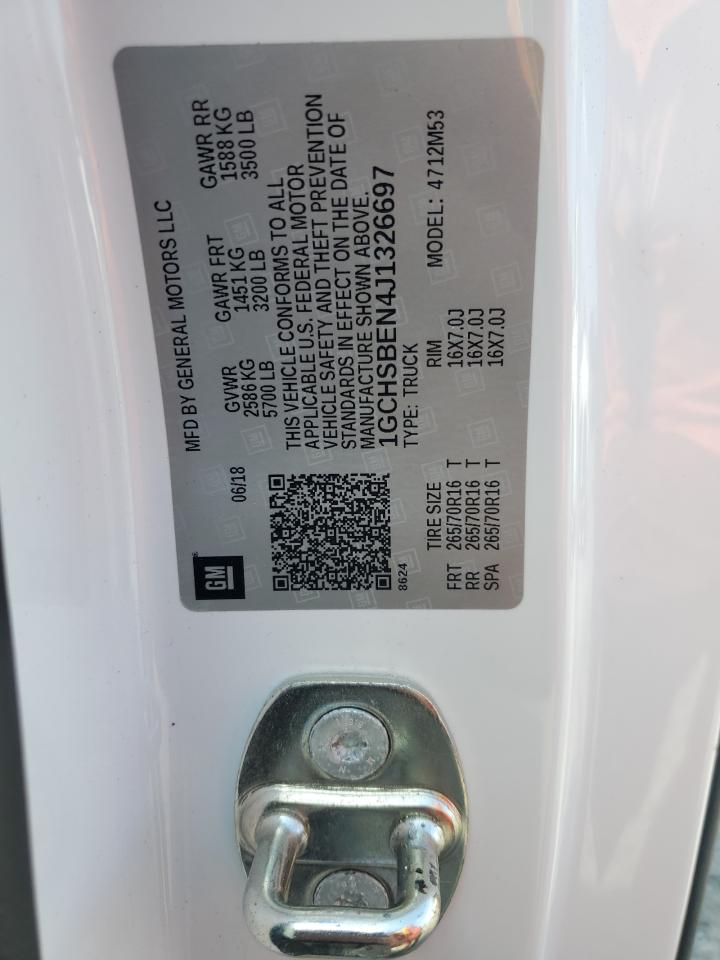 GM
06/18
MFD BY GENERAL MOTORS LLC
GVWR GAWR FRT GAWR RR
2586 KG 1451 KG 1588 KG
5700 LB 3200 LB 3500 LB
THIS VEHICLE CONFORMS TO ALL
APPLICABLE U.S. FEDERAL MOTOR
VEHICLE SAFETY AND THEFT PREVENTION
STANDARDS IN EFFECT ON THE DATE OF
MANUFACTURE SHOWN ABOVE.
1GCHSBEN4J1326697
8624 TYPE: TRUCK
TIRE SIZE RIM MODEL: 4712M53
FRT 265/70R16 T 16X7.0J
RR 265/70R16 T 16X7.0J
SPA 265/70R16 T 16X7.0J